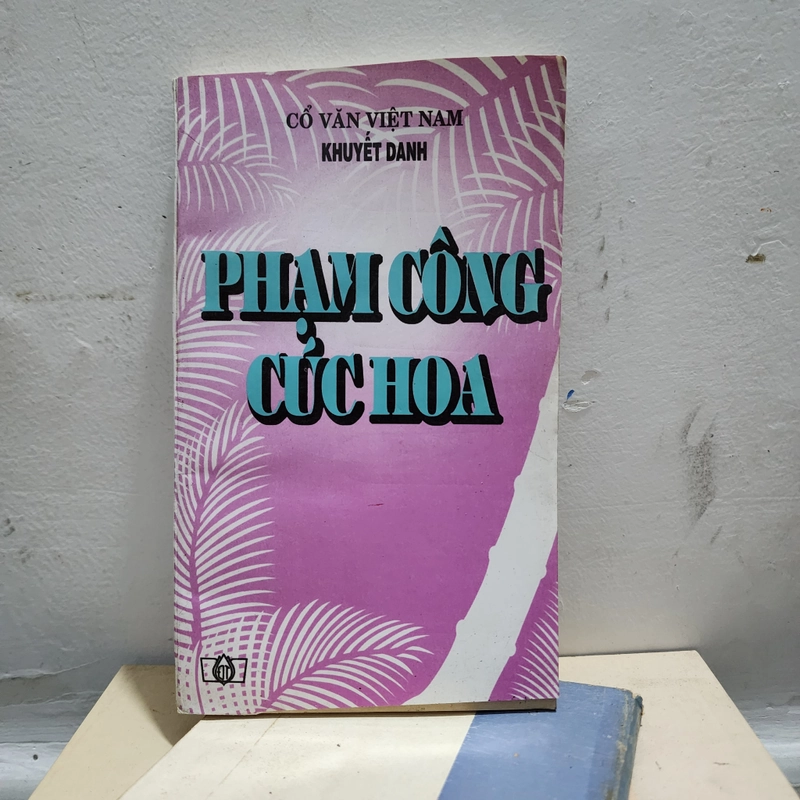 CỔ VĂN VIỆT NAM
KHUYẾT DANH
PHẠM CÔNG
CÚC HOA